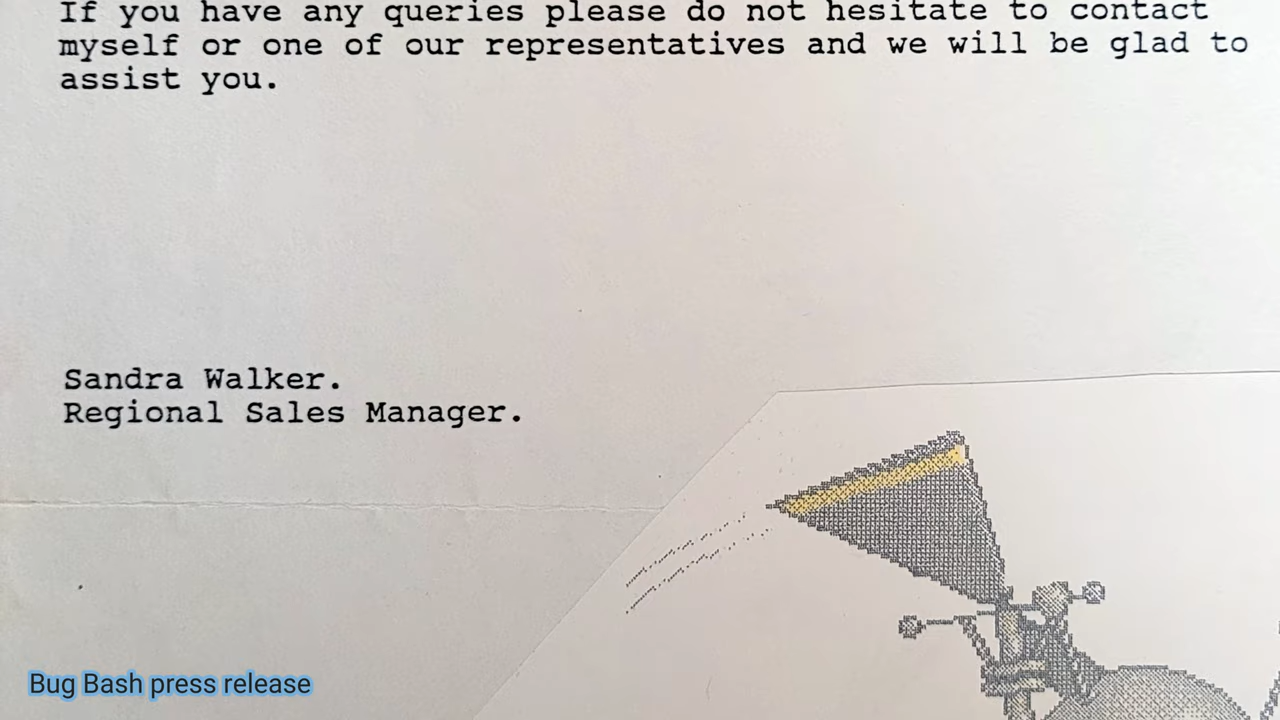 If you have any queries please do not hesitate to contact
myself or one of our representatives and we will be glad to
assist you.
Sandra Walker.
Regional Sales Manager.
Bug Bash press release